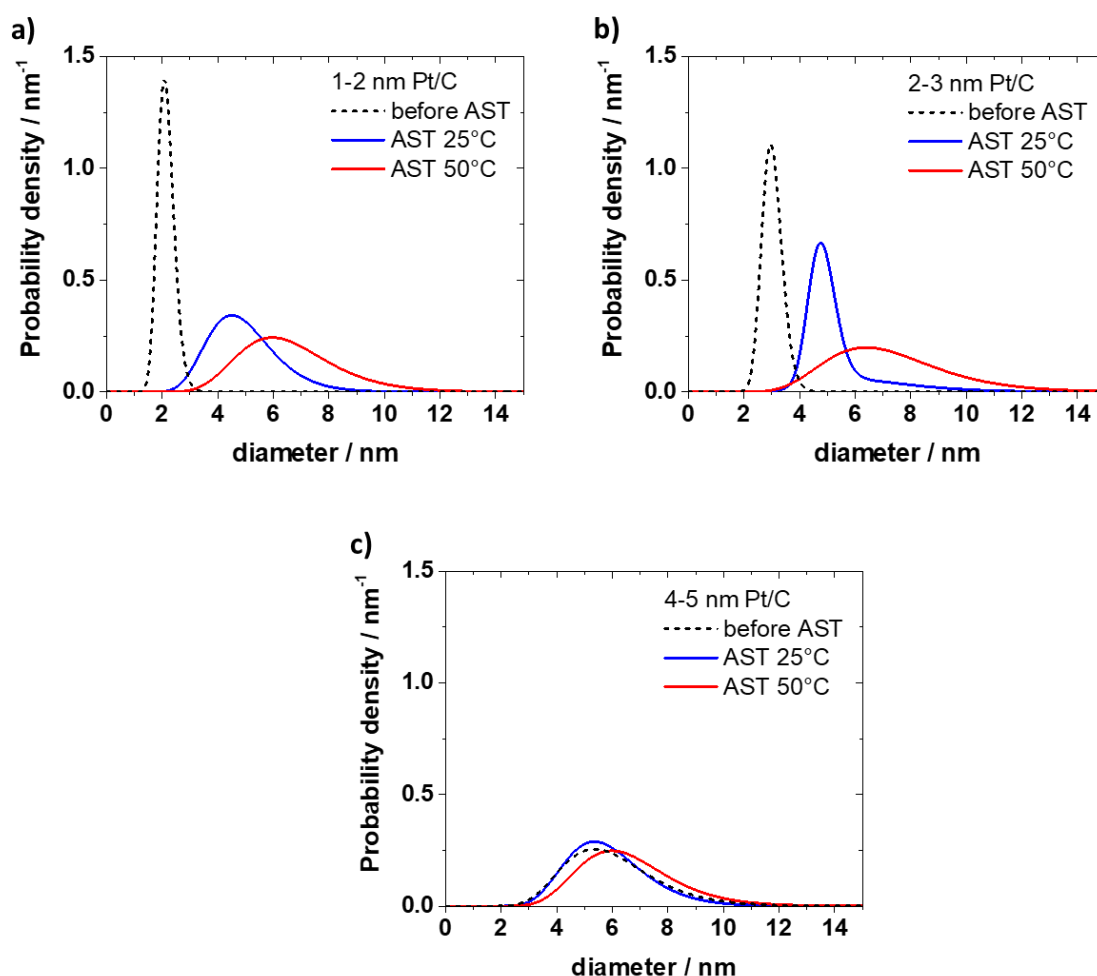 a)
1.5
1.0
0.5
0.0
Probability density / nm⁻¹
1-2 nm Pt/C
before AST
AST 25°C
AST 50°C
0 2 4 6 8 10 12 14
diameter / nm
b)
1.5
1.0
0.5
0.0
Probability density / nm⁻¹
2-3 nm Pt/C
before AST
AST 25°C
AST 50°C
0 2 4 6 8 10 12 14
diameter / nm
c)
1.5
1.0
0.5
0.0
Probability density / nm⁻¹
4-5 nm Pt/C
before AST
AST 25°C
AST 50°C
0 2 4 6 8 10 12 14
diameter / nm